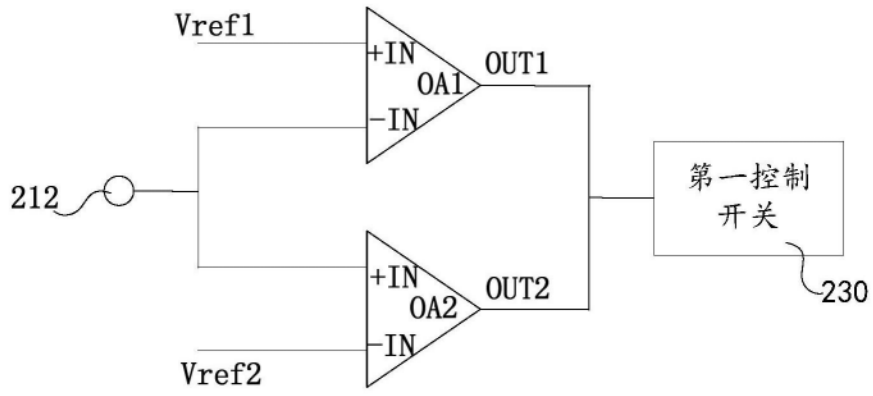 Vref1
+IN
OA1
-IN
OUT1
212
第一控制
开关
230
+IN
OA2
-IN
OUT2
Vref2